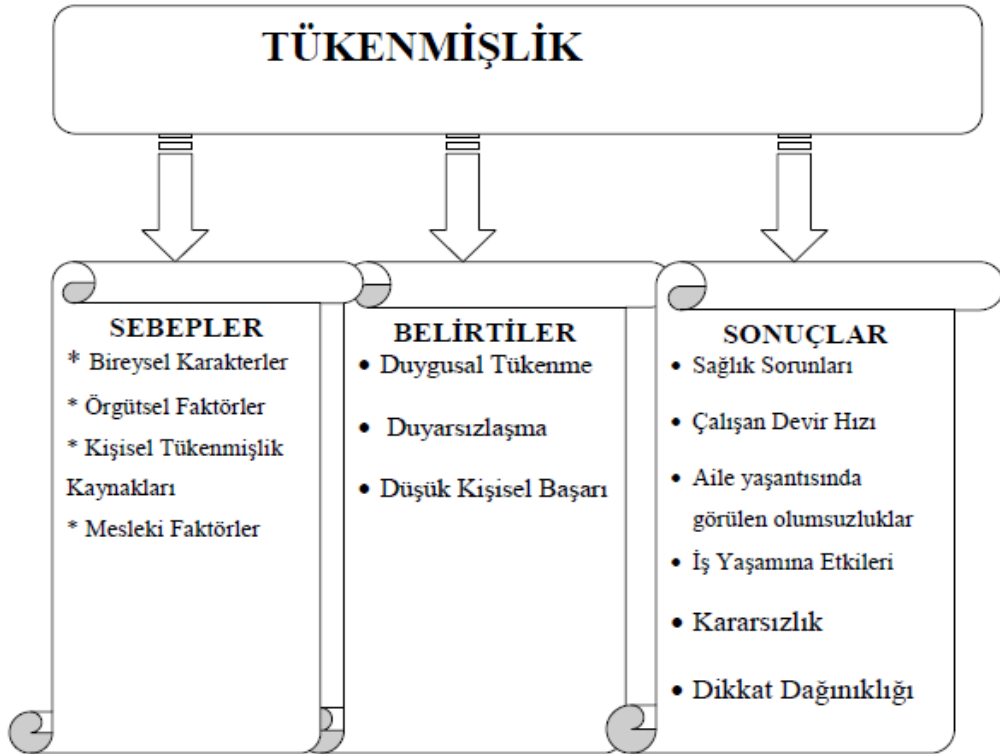 TÜKENMİŞLİK
SEBEPLER
* Bireysel Karakterler
* Örgütsel Faktörler
* Kişisel Tükenmişlik
Kaynakları
* Mesleki Faktörler
BELİRTİLER
• Duygusal Tükenme
• Duyarsızlaşma
• Düşük Kişisel Başarı
SONUÇLAR
• Sağlık Sorunları
• Çalışan Devir Hızı
• Aile yaşantısında
görülen olumsuzluklar
• İş Yaşamına Etkileri
• Kararsızlık
• Dikkat Dağınıklığı